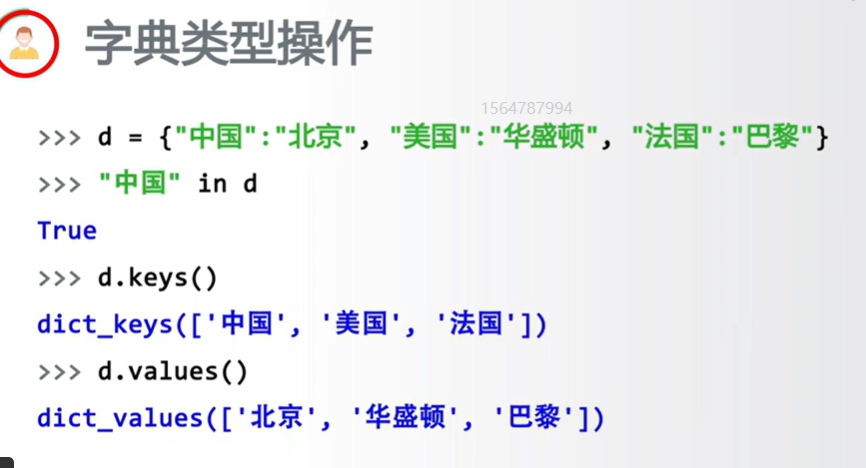 字典类型操作
1564787994
>>> d = {"中国":"北京", "美国":"华盛顿", "法国":"巴黎"}
>>> "中国" in d
True
>>> d.keys()
dict_keys(['中国', '美国', '法国'])
>>> d.values()
dict_values(['北京', '华盛顿', '巴黎'])